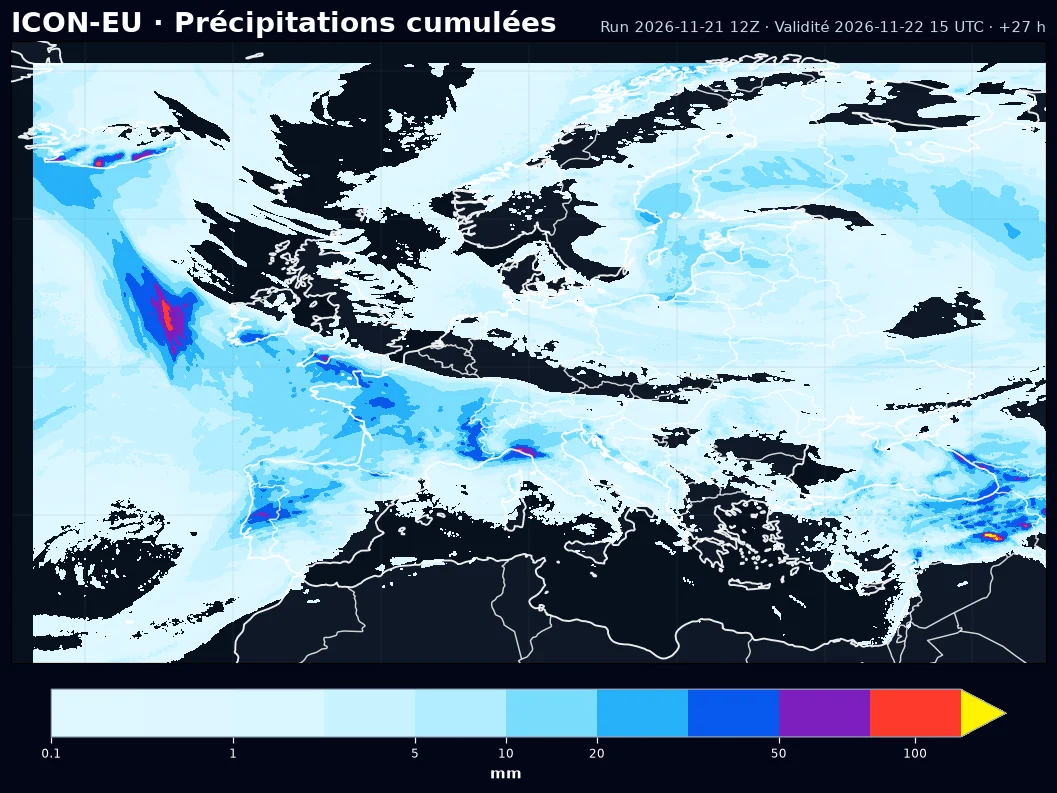 ICON-EU · Précipitations cumulées
Run 2026-11-21 12Z · Validité 2026-11-22 15 UTC · +27 h
0.1 1 5 10 20 50 100
mm